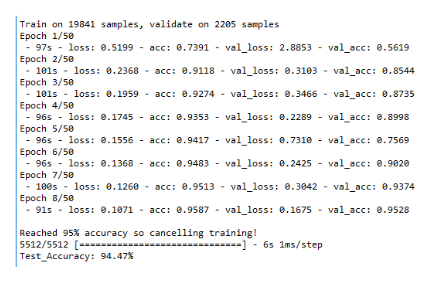 Train on 19841 samples, validate on 2205 samples
Epoch 1/50
- 97s - loss: 0.5199 - acc: 0.7391 - val_loss: 2.8853 - val_acc: 0.5619
Epoch 2/50
- 101s - loss: 0.2368 - acc: 0.9118 - val_loss: 0.3103 - val_acc: 0.8544
Epoch 3/50
- 101s - loss: 0.1959 - acc: 0.9274 - val_loss: 0.3466 - val_acc: 0.8735
Epoch 4/50
- 96s - loss: 0.1745 - acc: 0.9353 - val_loss: 0.2289 - val_acc: 0.8998
Epoch 5/50
- 96s - loss: 0.1556 - acc: 0.9417 - val_loss: 0.7310 - val_acc: 0.7569
Epoch 6/50
- 96s - loss: 0.1368 - acc: 0.9483 - val_loss: 0.2425 - val_acc: 0.9020
Epoch 7/50
- 100s - loss: 0.1260 - acc: 0.9513 - val_loss: 0.3042 - val_acc: 0.9374
Epoch 8/50
- 91s - loss: 0.1071 - acc: 0.9587 - val_loss: 0.1675 - val_acc: 0.9528
Reached 95% accuracy so cancelling training!
5512/5512 [==============================] - 6s 1ms/step
Test_Accuracy: 94.47%